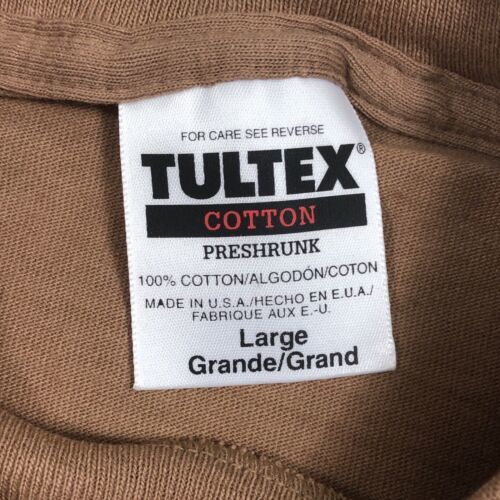 FOR CARE SEE REVERSE
TULTEX®
COTTON
PRESHRUNK
100% COTTON/ALGODÓN/COTON
MADE IN U.S.A./HECHO EN E.U.A./
FABRIQUE AUX E.-U.
Large
Grande/Grand